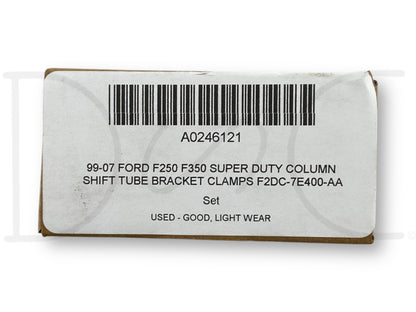 A0246121
99-07 FORD F250 F350 SUPER DUTY COLUMN
SHIFT TUBE BRACKET CLAMPS F2DC-7E400-AA
Set
USED - GOOD, LIGHT WEAR